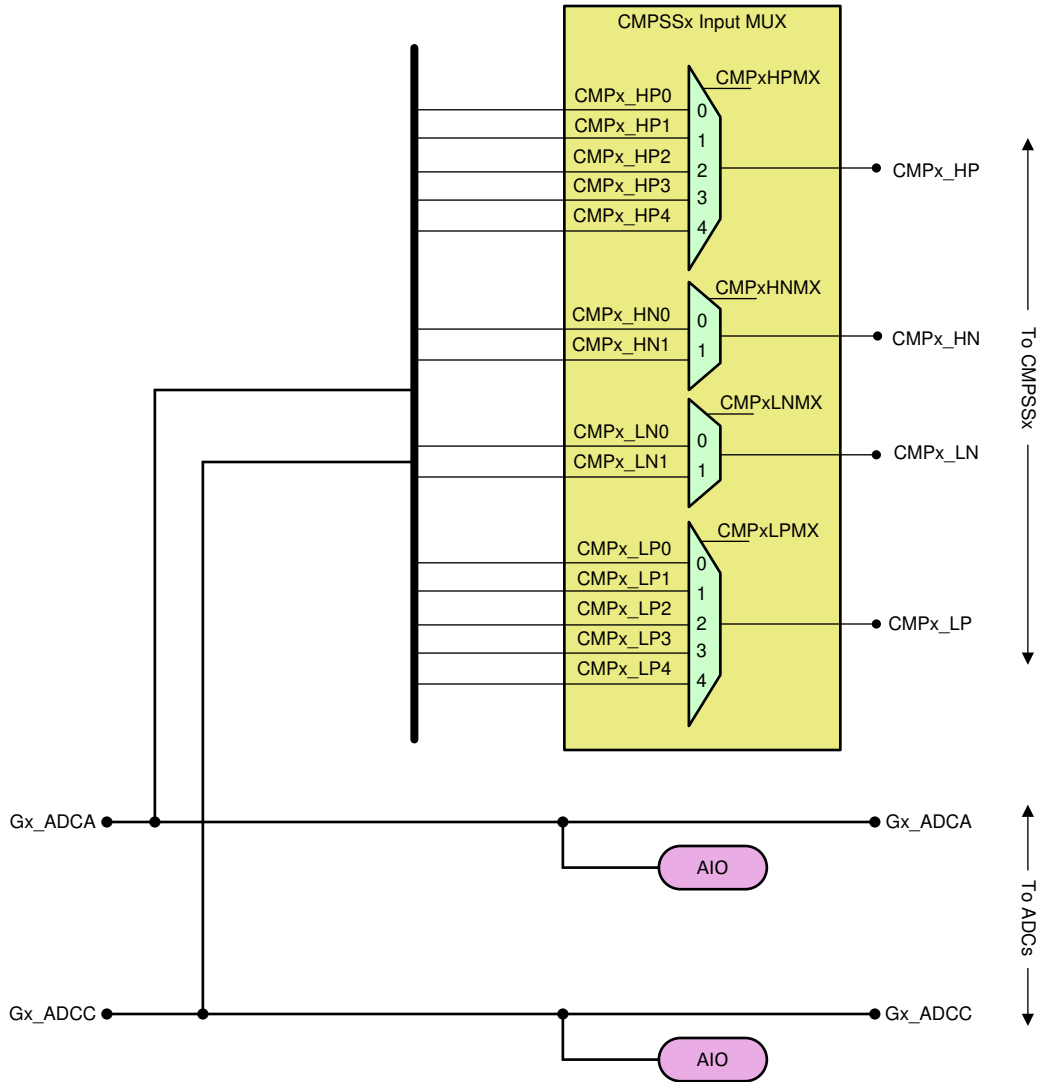 CMPSSx Input MUX
CMPxHPMX
CMPx_HP0
0
CMPx_HP1
1
CMPx_HP2
2
CMPx_HP
CMPx_HP3
3
CMPx_HP4
4
CMPxHNMX
CMPx_HN0
0
CMPx_HN
CMPx_HN1
1
To CMPSSx
CMPxLNMX
CMPx_LN0
0
CMPx_LN
CMPx_LN1
1
CMPxLPMX
CMPx_LP0
0
CMPx_LP1
1
CMPx_LP2
2
CMPx_LP
CMPx_LP3
3
CMPx_LP4
4
Gx_ADCA
Gx_ADCA
AIO
To ADCs
Gx_ADCC
Gx_ADCC
AIO